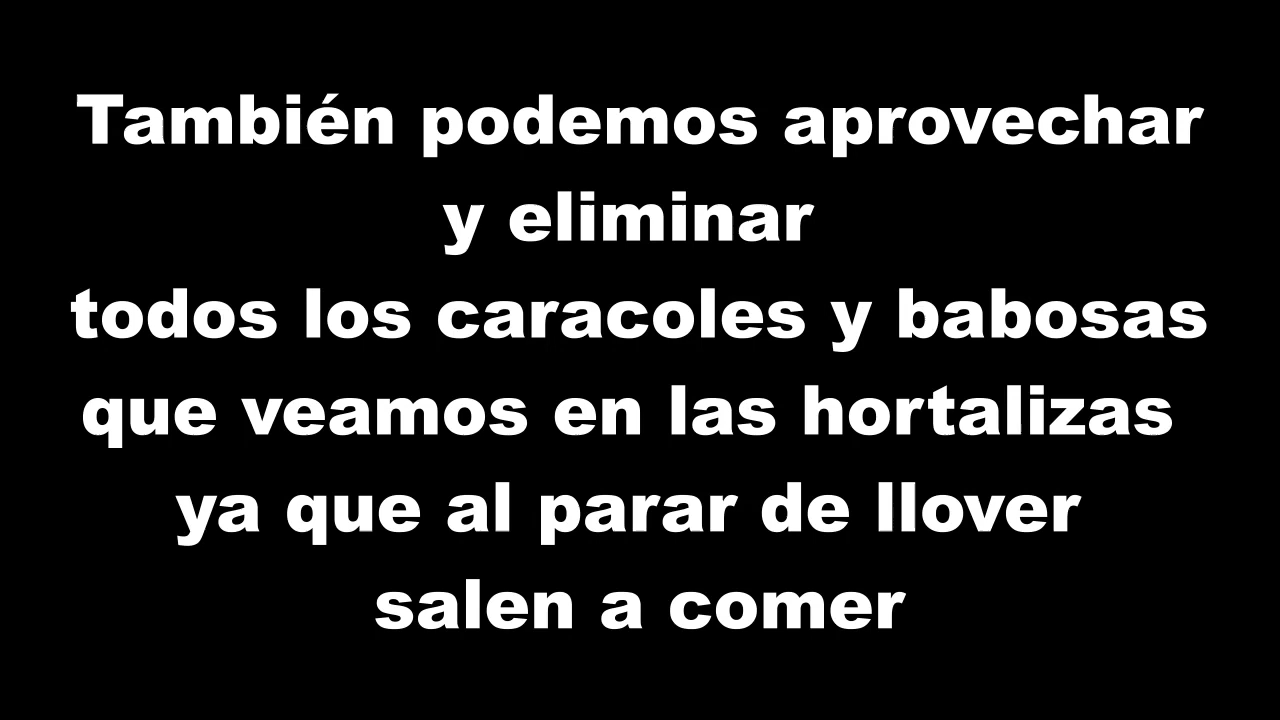 También podemos aprovechar
y eliminar
todos los caracoles y babosas
que veamos en las hortalizas
ya que al parar de llover
salen a comer